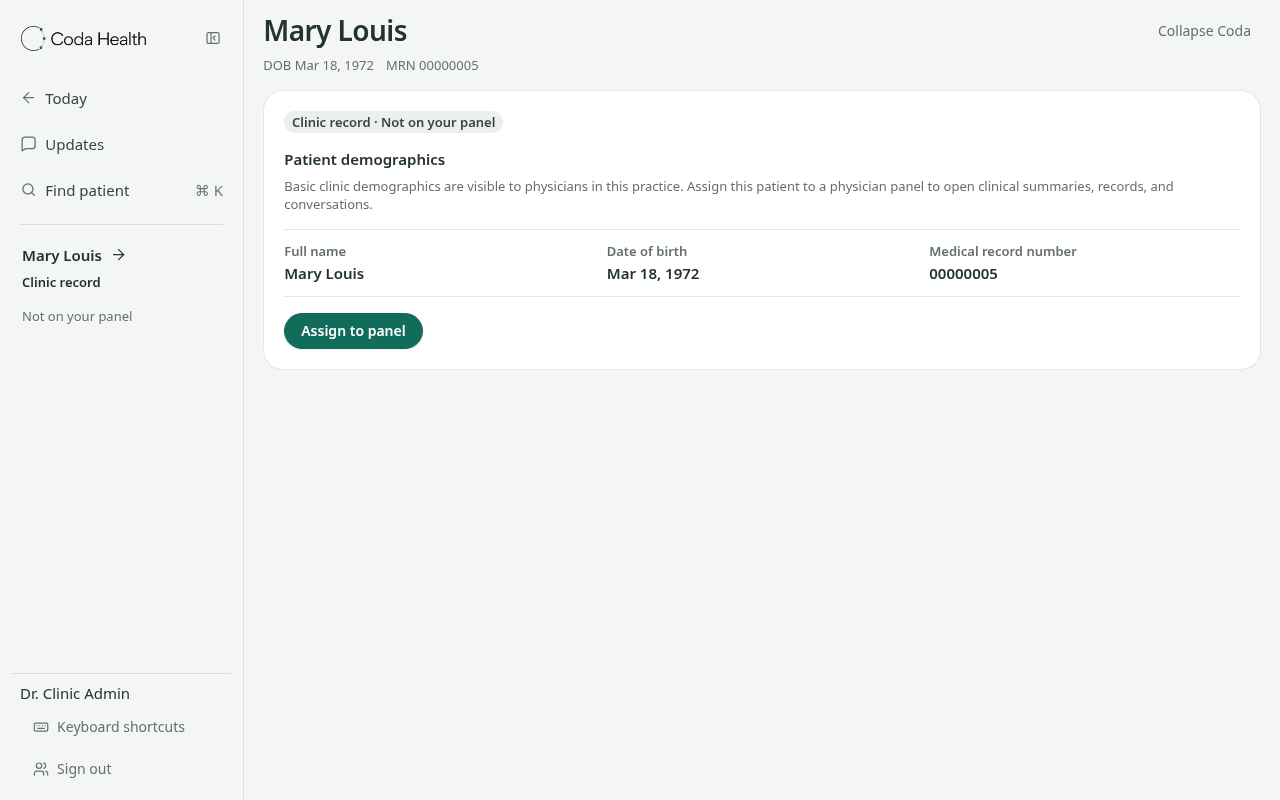 Coda Health
Today
Updates
Find patient ⌘ K
Mary Louis
Clinic record
Not on your panel
Dr. Clinic Admin
Keyboard shortcuts
Sign out
Mary Louis
Collapse Coda
DOB Mar 18, 1972 MRN 00000005
Clinic record · Not on your panel
Patient demographics
Basic clinic demographics are visible to physicians in this practice. Assign this patient to a physician panel to open clinical summaries, records, and
conversations.
Full name Date of birth Medical record number
Mary Louis Mar 18, 1972 00000005
Assign to panel